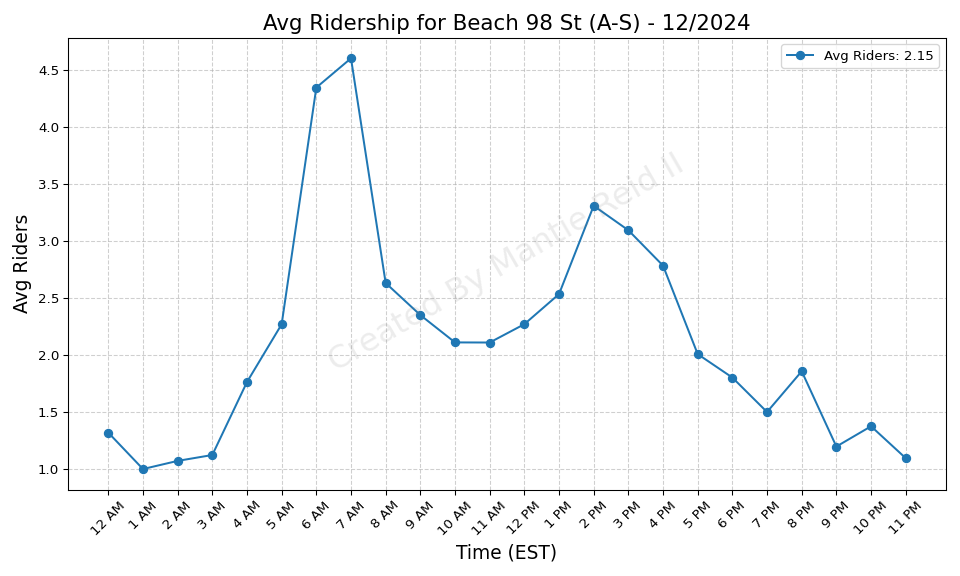 Avg Ridership for Beach 98 St (A-S) - 12/2024
Avg Riders: 2.15
Avg Riders
4.5
4.0
3.5
3.0
2.5
2.0
1.5
1.0
Created By Mantie Reid II
12 AM
1 AM
2 AM
3 AM
4 AM
5 AM
6 AM
7 AM
8 AM
9 AM
10 AM
11 AM
12 PM
1 PM
2 PM
3 PM
4 PM
5 PM
6 PM
7 PM
8 PM
9 PM
10 PM
11 PM
Time (EST)